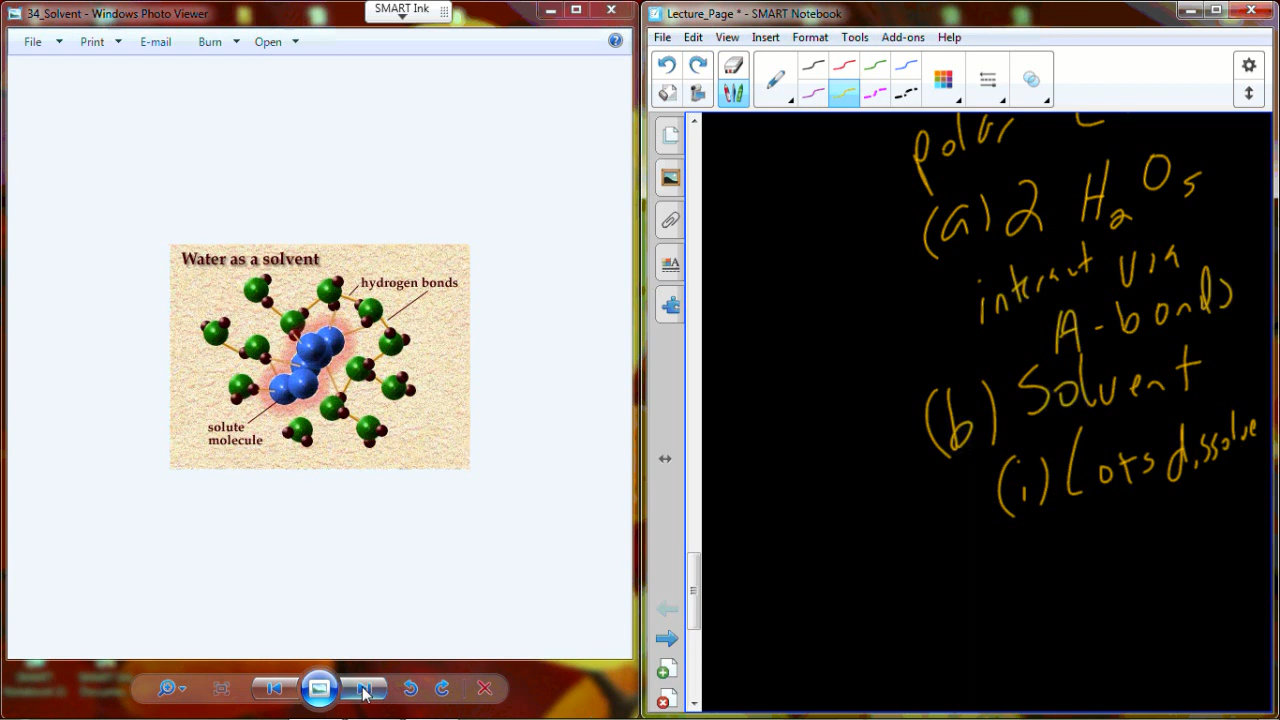 34_Solvent - Windows Photo Viewer
SMART Ink
File Print E-mail Burn Open
Water as a solvent
hydrogen bonds
solute
molecule
Lecture_Page * - SMART Notebook
File Edit View Insert Format Tools Add-ons Help
polar
(a) 2 H2Os
interact via
H-bonds
(b) Solvent
(i) Lots dissolve